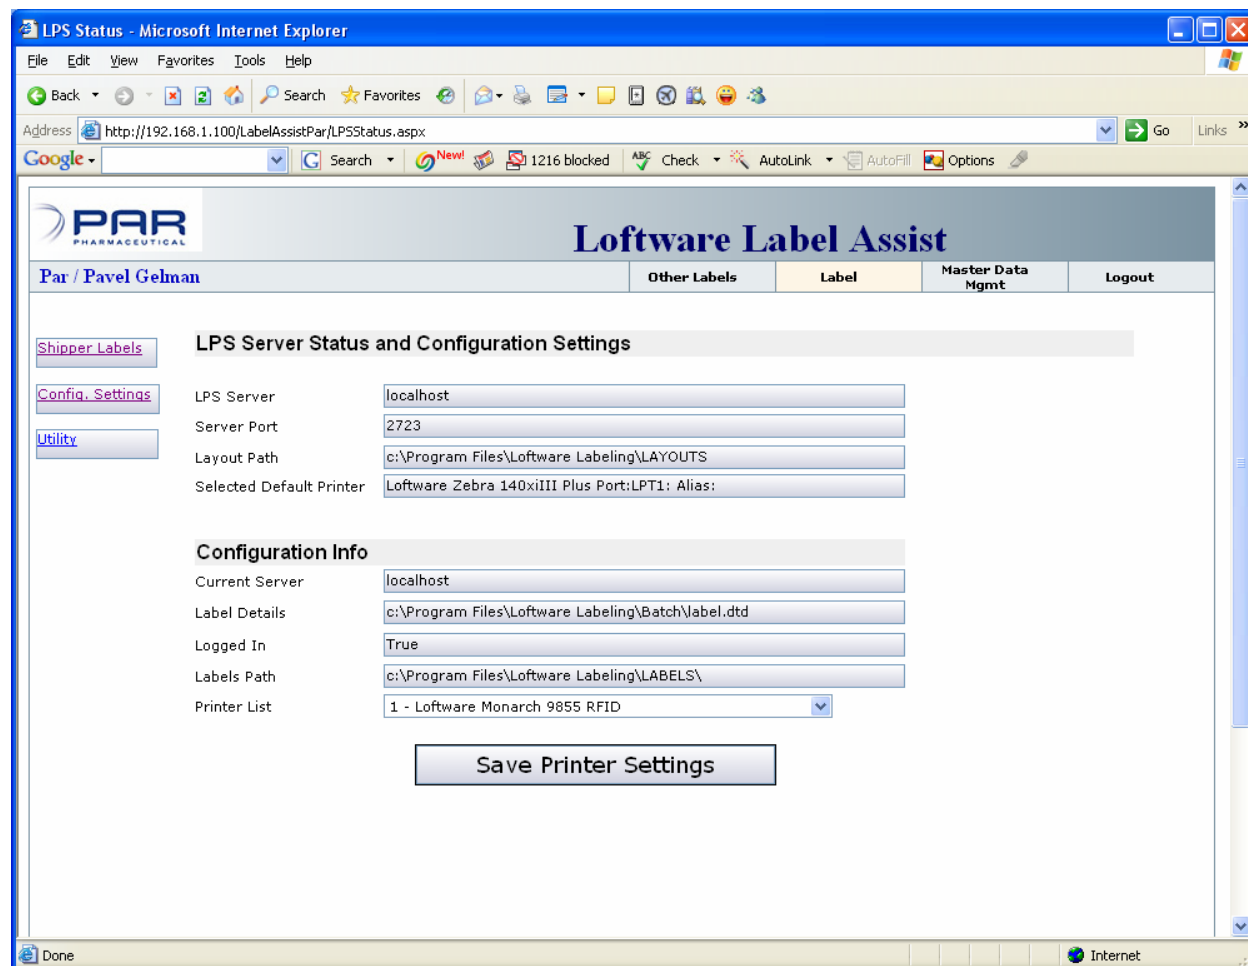 LPS Status - Microsoft Internet Explorer
File Edit View Favorites Tools Help
Back Search Favorites
Address http://192.168.1.100/LabelAssistPar/LPSStatus.aspx Go Links »
Google Search New! 1216 blocked ABC Check AutoLink AutoFill Options
PAR
PHARMACEUTICAL
Loftware Label Assist
Par / Pavel Gelman Other Labels Label Master Data Mgmt Logout
LPS Server Status and Configuration Settings
Shipper Labels
Config. Settings
Utility
LPS Server localhost
Server Port 2723
Layout Path c:\Program Files\Loftware Labeling\LAYOUTS
Selected Default Printer Loftware Zebra 140xiIII Plus Port:LPT1: Alias:
Configuration Info
Current Server localhost
Label Details c:\Program Files\Loftware Labeling\Batch\label.dtd
Logged In True
Labels Path c:\Program Files\Loftware Labeling\LABELS\
Printer List 1 - Loftware Monarch 9855 RFID
Save Printer Settings
Done Internet